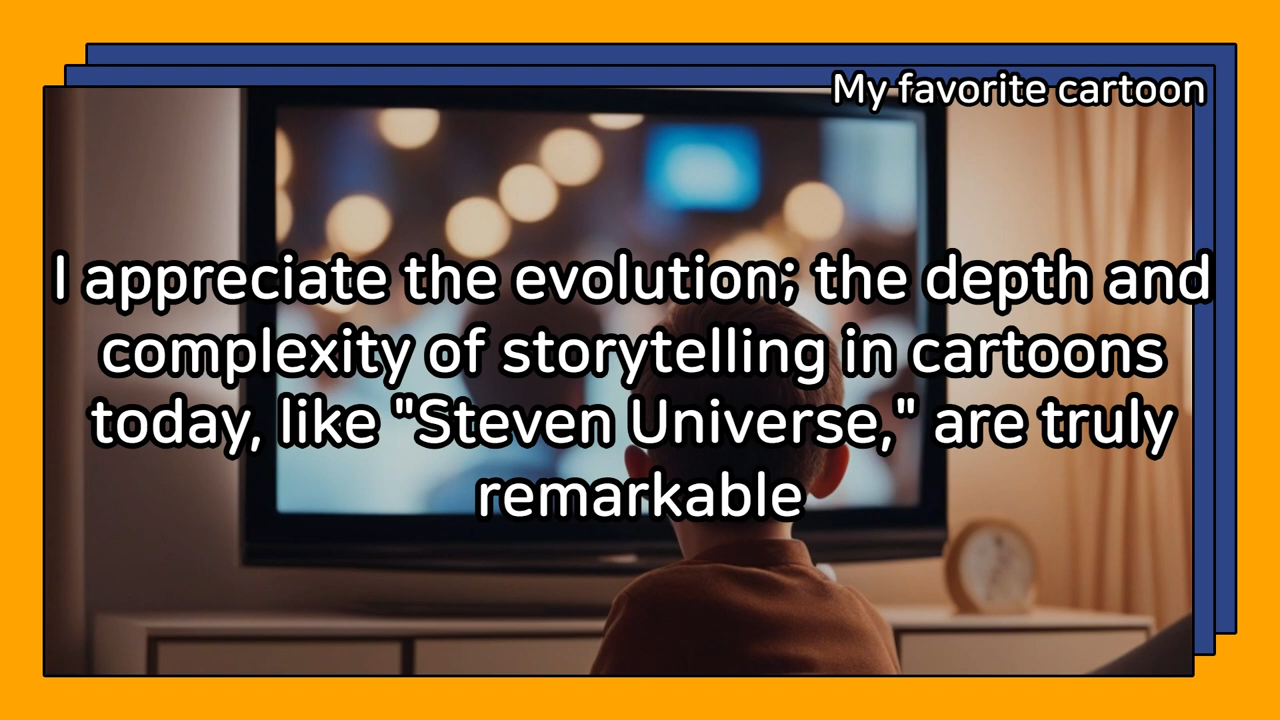 My favorite cartoon
I appreciate the evolution; the depth and
complexity of storytelling in cartoons
today, like "Steven Universe," are truly
remarkable